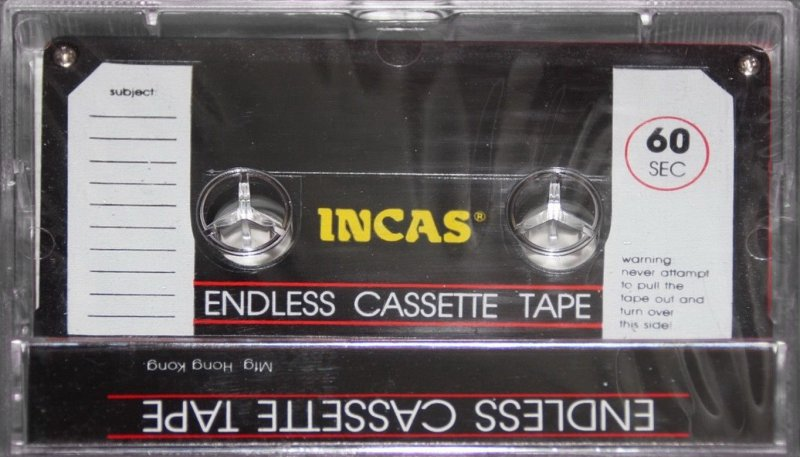 subject:
60
SEC
INCAS®
warning:
never attampt
to pull the
tape out and
turn over
this side!
ENDLESS CASSETTE TAPE
Mfg Hong Kong.
ENDLESS CASSETTE TAPE